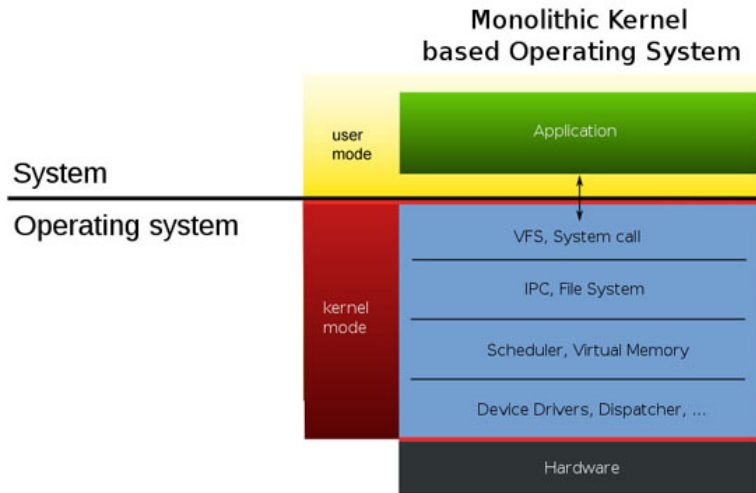 Monolithic Kernel
based Operating System
user
mode
Application
System
Operating system
VFS, System call
IPC, File System
kernel
mode
Scheduler, Virtual Memory
Device Drivers, Dispatcher, ...
Hardware